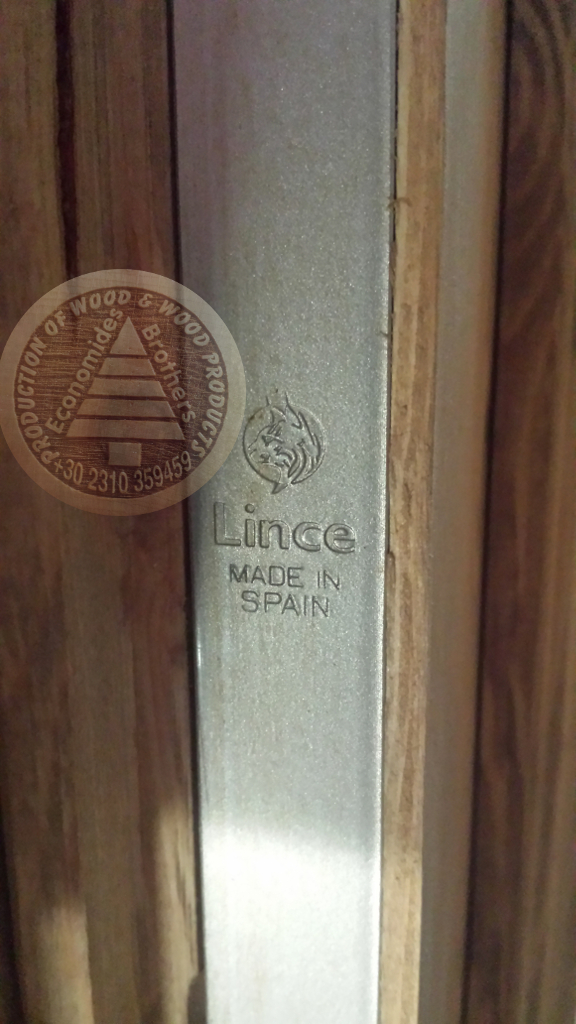 PRODUCTION OF WOOD & WOOD PRODUCTS
Economides Brothers
+30 2310 359459
Lince
MADE IN
SPAIN